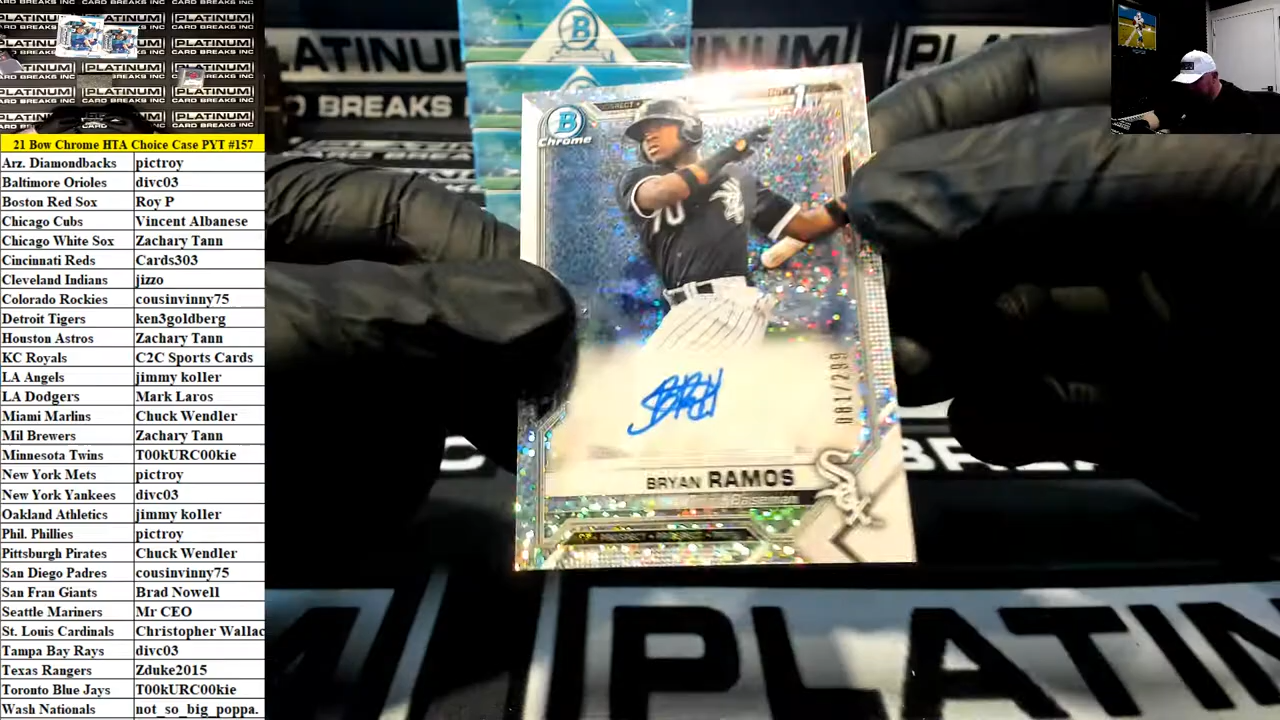 21 Bow Chrome HTA Choice Case PYT #157
Arz. Diamondbacks pictroy
Baltimore Orioles divc03
Boston Red Sox Roy P
Chicago Cubs Vincent Albanese
Chicago White Sox Zachary Tann
Cincinnati Reds Cards303
Cleveland Indians jizzo
Colorado Rockies cousinvinny75
Detroit Tigers ken3goldberg
Houston Astros Zachary Tann
KC Royals C2C Sports Cards
LA Angels jimmy koller
LA Dodgers Mark Laros
Miami Marlins Chuck Wendler
Mil Brewers Zachary Tann
Minnesota Twins T00kURC00kie
New York Mets pictroy
New York Yankees divc03
Oakland Athletics jimmy koller
Phil. Phillies pictroy
Pittsburgh Pirates Chuck Wendler
San Diego Padres cousinvinny75
San Fran Giants Brad Nowell
Seattle Mariners Mr CEO
St. Louis Cardinals Christopher Wallac
Tampa Bay Rays divc03
Texas Rangers Zduke2015
Toronto Blue Jays T00kURC00kie
Wash Nationals not_so_big_poppa.
PLATINUM
CARD BREAKS INC
PLATINUM
CARD BREAKS INC
B
Chrome
1st
10
081/299
BRYAN RAMOS
Sox
PROSPECT
PLATIN